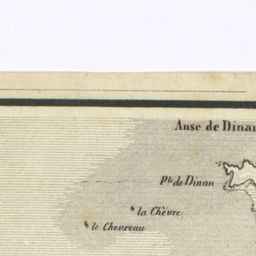 Anse de Dinan
Pte de Dinan
la Chèvre
le Chevreau